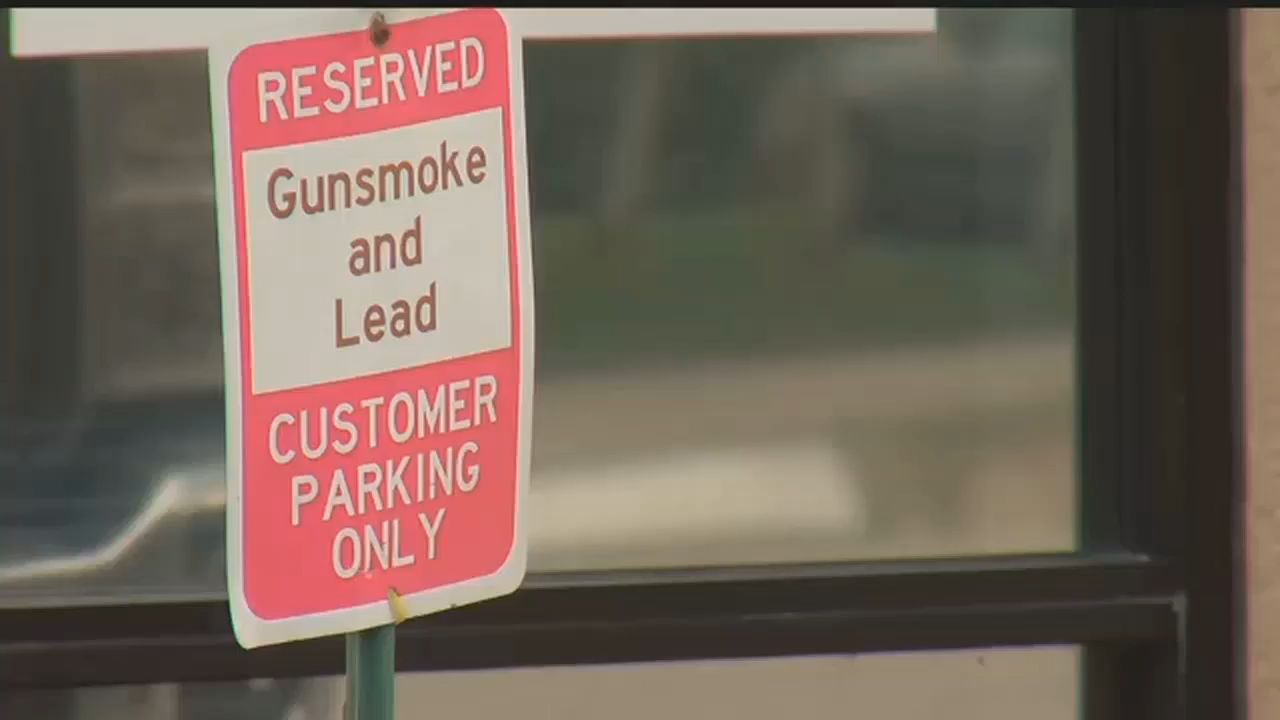 RESERVED
Gunsmoke
and
Lead
CUSTOMER
PARKING
ONLY